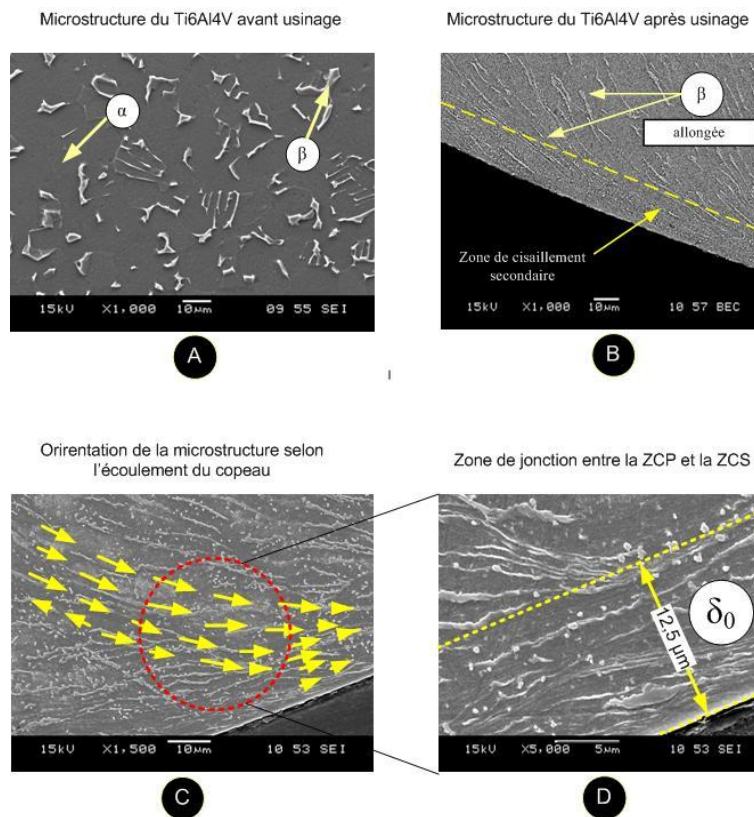 Microstructure du Ti6Al4V avant usinage
Microstructure du Ti6Al4V après usinage
α
β
15kV X1,000 10μm 09 55 SEI
A
β
allongée
Zone de cisaillement
secondaire
15kV X1,000 10μm 10 57 BEC
B
Orirentation de la microstructure selon
l'écoulement du copeau
Zone de jonction entre la ZCP et la ZCS
15kV X1,500 10μm 10 53 SEI
C
12.5 μm
δ0
15kV X5,000 5μm 10 53 SEI
D